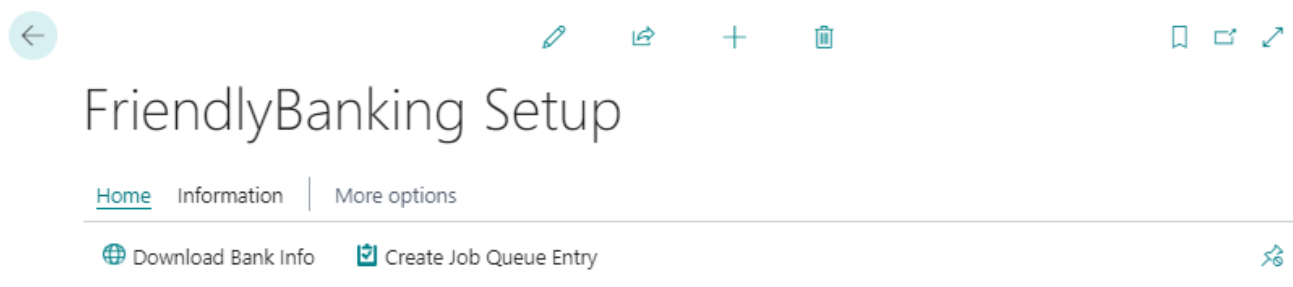 FriendlyBanking Setup
Home Information More options
Download Bank Info Create Job Queue Entry